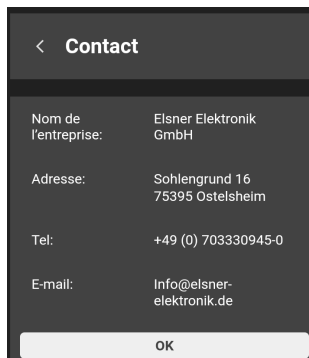 Contact
Nom de
l'entreprise:
Elsner Elektronik
GmbH
Adresse:
Sohlengrund 16
75395 Ostelsheim
Tel:
+49 (0) 703330945-0
E-mail:
Info@elsner-
elektronik.de
OK